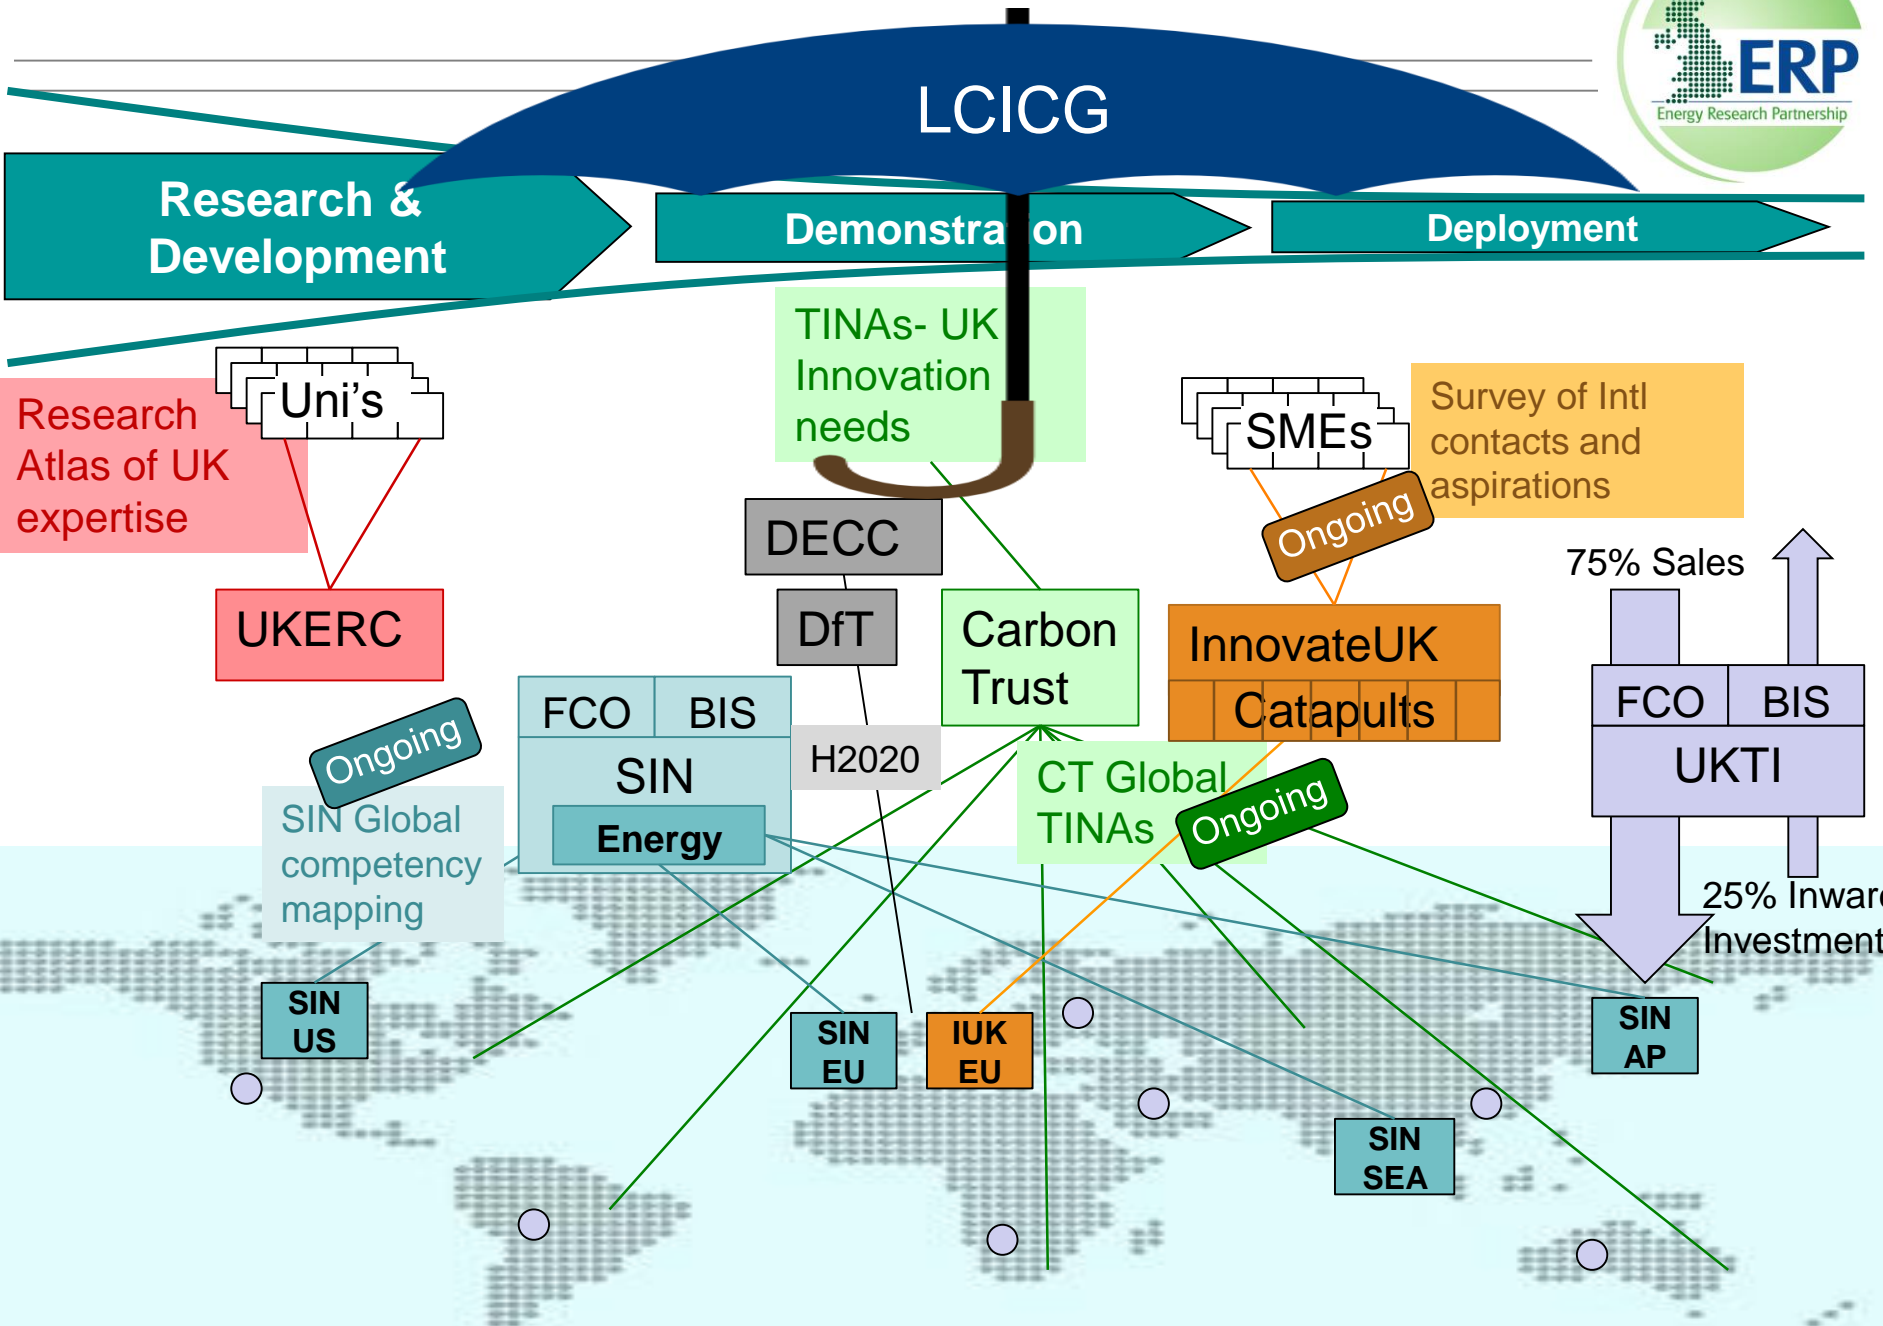 LCICG
ERP
Energy Research Partnership
Research &
Development
Demonstra on
Deployment
TINAs- UK
Innovation
needs
Uni's
Research
Atlas of UK
expertise
SMEs
Survey of Intl
contacts and
aspirations
Ongoing
DECC
75% Sales
UKERC
DfT
Carbon
Trust
InnovateUK
Catapults
FCO
BIS
UKTI
FCO
BIS
SIN
Energy
Ongoing
H2020
CT Global
TINAs
Ongoing
SIN Global
competency
mapping
25% Inward
Investment
SIN
US
SIN
EU
IUK
EU
SIN
AP
SIN
SEA